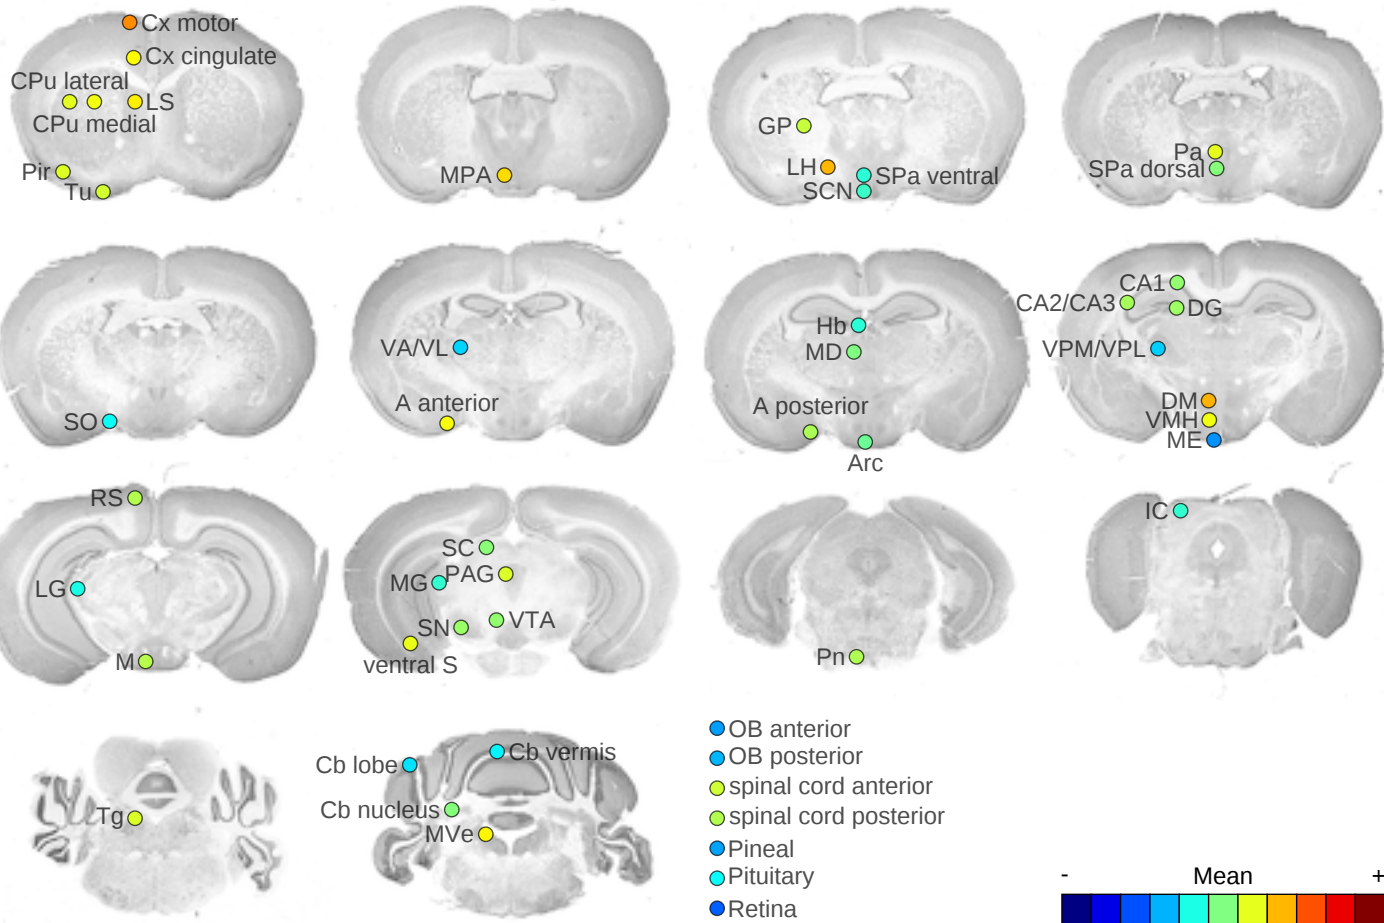 Cx motor
Cx cingulate
CPu lateral
LS
CPu medial
Pir
Tu
MPA
GP
LH
SPa ventral
SCN
Pa
SPa dorsal
SO
VA/VL
A anterior
Hb
MD
A posterior
Arc
CA1
CA2/CA3
DG
VPM/VPL
DM
VMH
ME
RS
LG
M
SC
MG
PAG
SN
VTA
ventral S
Pn
IC
Tg
Cb lobe
Cb vermis
Cb nucleus
MVe
OB anterior
OB posterior
spinal cord anterior
spinal cord posterior
Pineal
Pituitary
Retina
- Mean +